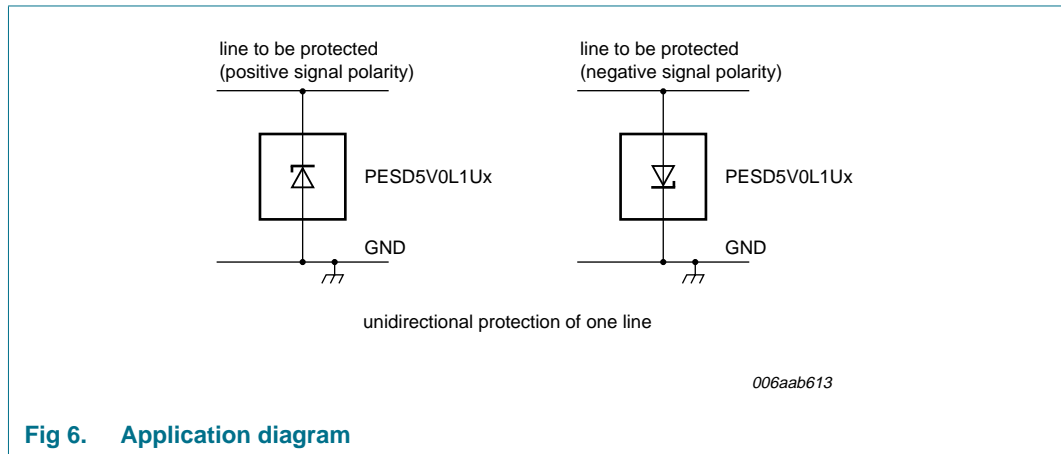 line to be protected
(positive signal polarity)
PESD5V0L1Ux
GND
line to be protected
(negative signal polarity)
PESD5V0L1Ux
GND
unidirectional protection of one line
006aab613
Fig 6. Application diagram